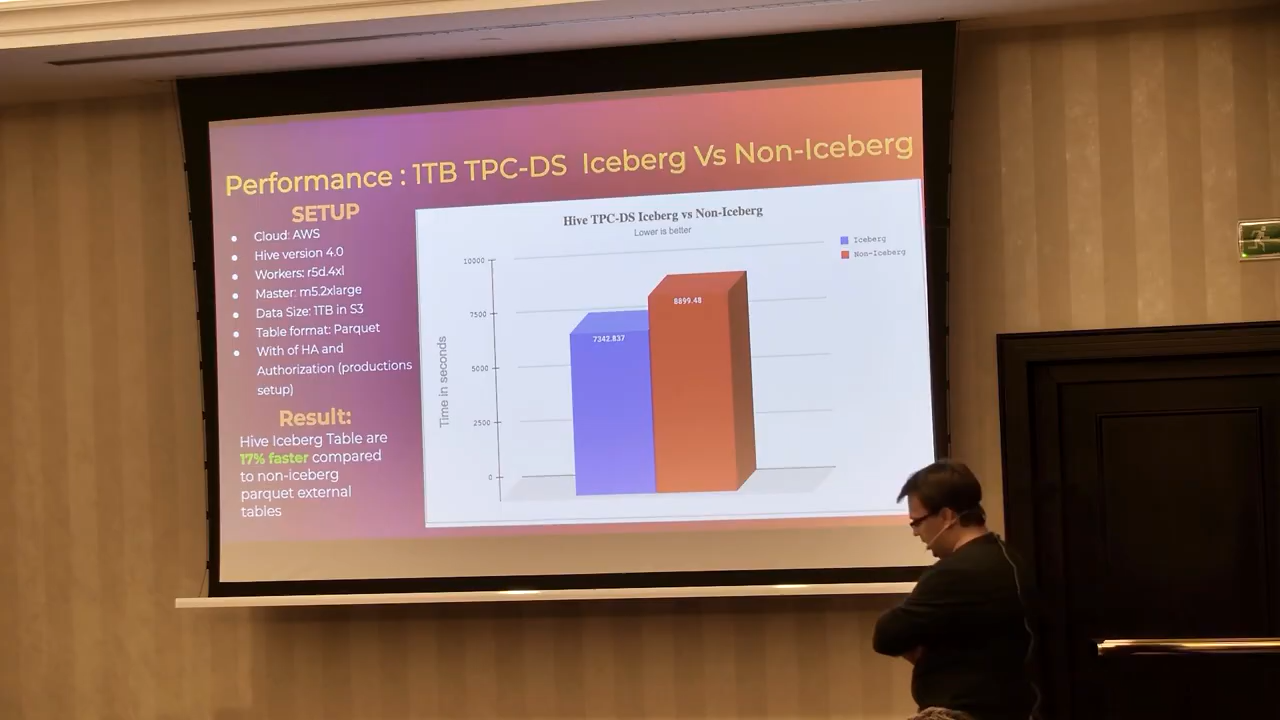 Performance : 1TB TPC-DS Iceberg Vs Non-Iceberg
SETUP
Cloud: AWS
Hive version 4.0
Workers: r5d.4xl
Master: m5.2xlarge
Data Size: 1TB in S3
Table format: Parquet
With of HA and
Authorization (productions
setup)
Result:
Hive Iceberg Table are
17% faster compared
to non-iceberg
parquet external
tables
Hive TPC-DS Iceberg vs Non-Iceberg
Lower is better
Iceberg
Non-Iceberg
Time in seconds
10000
7500
5000
2500
0
7342.837
8899.48